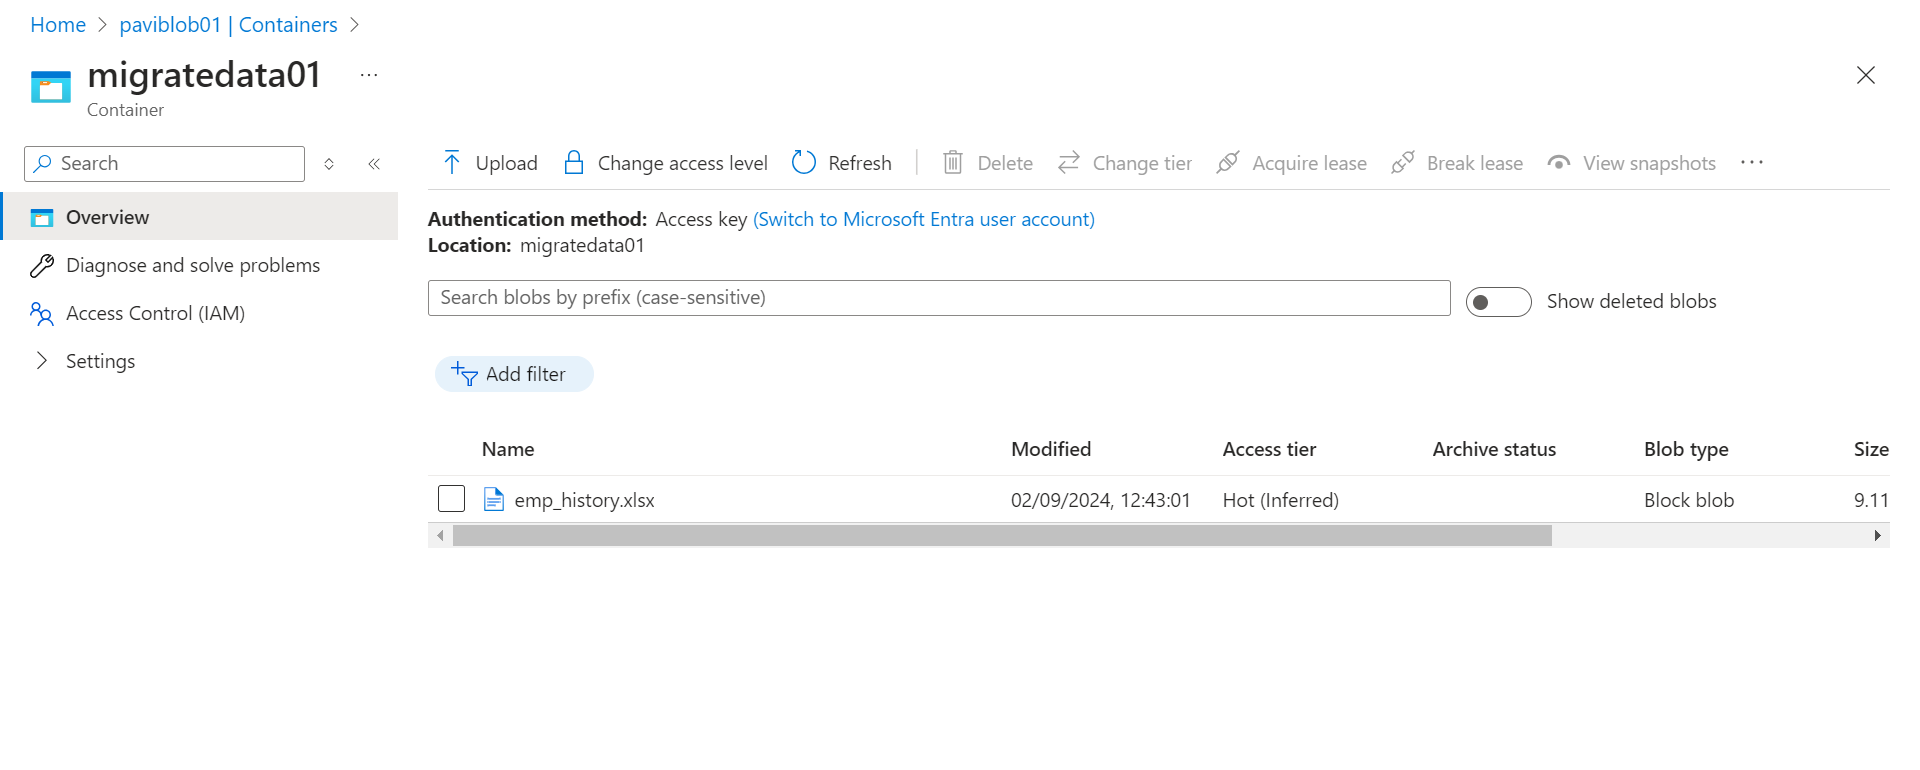 Home > paviblob01 | Containers >
migratedata01 ...
Container
Search
Overview
Diagnose and solve problems
Access Control (IAM)
Settings
Upload Change access level Refresh Delete Change tier Acquire lease Break lease View snapshots ...
Authentication method: Access key (Switch to Microsoft Entra user account)
Location: migratedata01
Search blobs by prefix (case-sensitive)
Show deleted blobs
Add filter
Name Modified Access tier Archive status Blob type Size
emp_history.xlsx 02/09/2024, 12:43:01 Hot (Inferred) Block blob 9.11